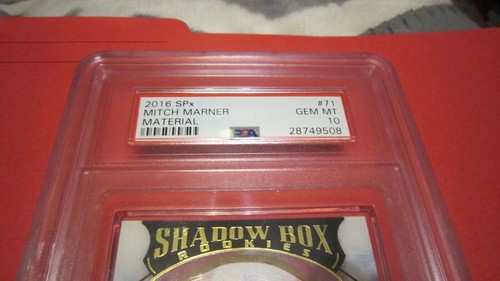 2016 SPx #71
MITCH MARNER GEM MT
MATERIAL 10
PSA 28749508
SHADOW BOX
ROOKIES